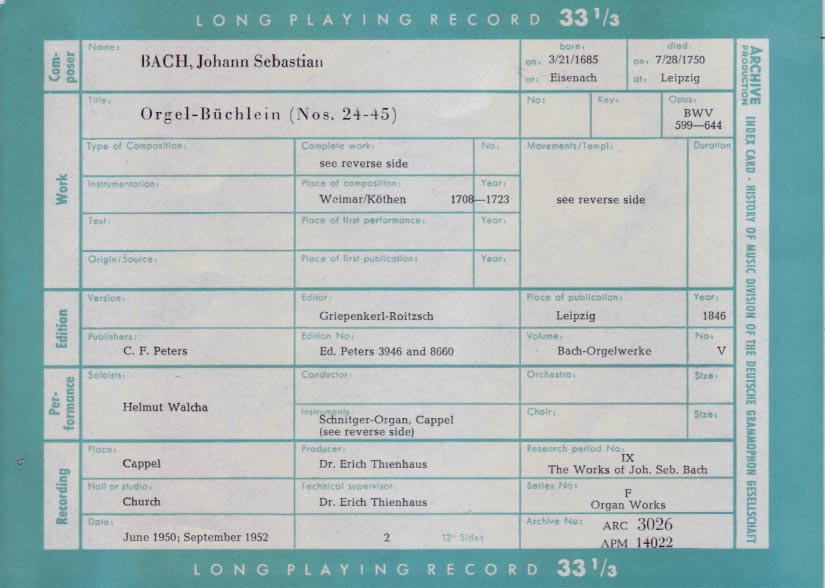 LONG PLAYING RECORD 33 1/3
Com-
poser
Name:
BACH, Johann Sebastian
born:
on: 3/21/1685
at: Eisenach
died:
on: 7/28/1750
at: Leipzig
Work
Title:
Orgel-Büchlein (Nos. 24-45)
No:
Key:
Opus:
BWV
599—644
Type of Composition:
Complete work:
see reverse side
No:
Movements/Tempi:
see reverse side
Duration
Instrumentation:
Place of composition:
Weimar/Köthen
Year:
1708—1723
Text:
Place of first performance:
Year:
Origin/Source:
Place of first publication:
Year:
Edition
Version:
Editor:
Griepenkerl-Roitzsch
Place of publication:
Leipzig
Year:
1846
Publishers:
C. F. Peters
Edition No:
Ed. Peters 3946 and 8660
Volume:
Bach-Orgelwerke
No:
V
Per-
formance
Soloists:
Helmut Walcha
Conductor:
Orchestra:
Size:
Instruments:
Schnitger-Organ, Cappel
(see reverse side)
Choir:
Size:
Recording
Place:
Cappel
Producer:
Dr. Erich Thienhaus
Research period No:
IX
The Works of Joh. Seb. Bach
Hall or studio:
Church
Technical supervisor:
Dr. Erich Thienhaus
Series No:
F
Organ Works
Date:
June 1950; September 1952
2
12" Sides
Archive No:
ARC 3026
APM 14022
ARCHIVE
PRODUCTION
INDEX CARD · HISTORY OF MUSIC DIVISION OF THE DEUTSCHE GRAMMOPHON GESELLSCHAFT
LONG PLAYING RECORD 33 1/3